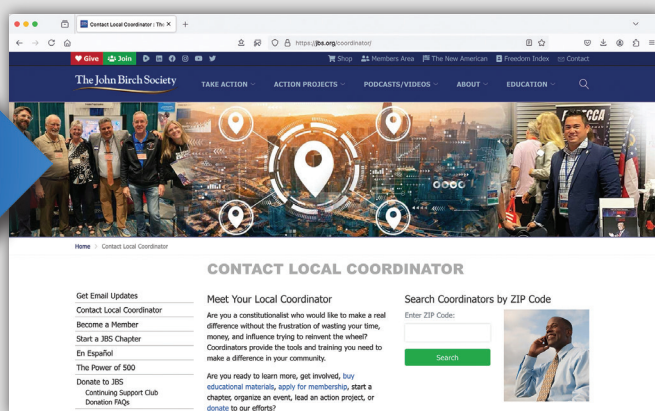 Contact Local Coordinator : The
https://jbs.org/coordinator/
Give Join Shop Members Area The New American Freedom Index Contact
The John Birch Society TAKE ACTION ACTION PROJECTS PODCASTS/VIDEOS ABOUT EDUCATION
Home > Contact Local Coordinator
CONTACT LOCAL COORDINATOR
Get Email Updates
Contact Local Coordinator
Become a Member
Start a JBS Chapter
En Español
The Power of 500
Donate to JBS
Continuing Support Club
Donation FAQs
Meet Your Local Coordinator
Are you a constitutionalist who would like to make a real
difference without the frustration of wasting your time,
money, and influence trying to reinvent the wheel?
Coordinators provide the tools and training you need to
make a difference in your community.
Are you ready to learn more, get involved, buy
educational materials, apply for membership, start a
chapter, organize an event, lead an action project, or
donate to our efforts?
Search Coordinators by ZIP Code
Enter ZIP Code:
Search